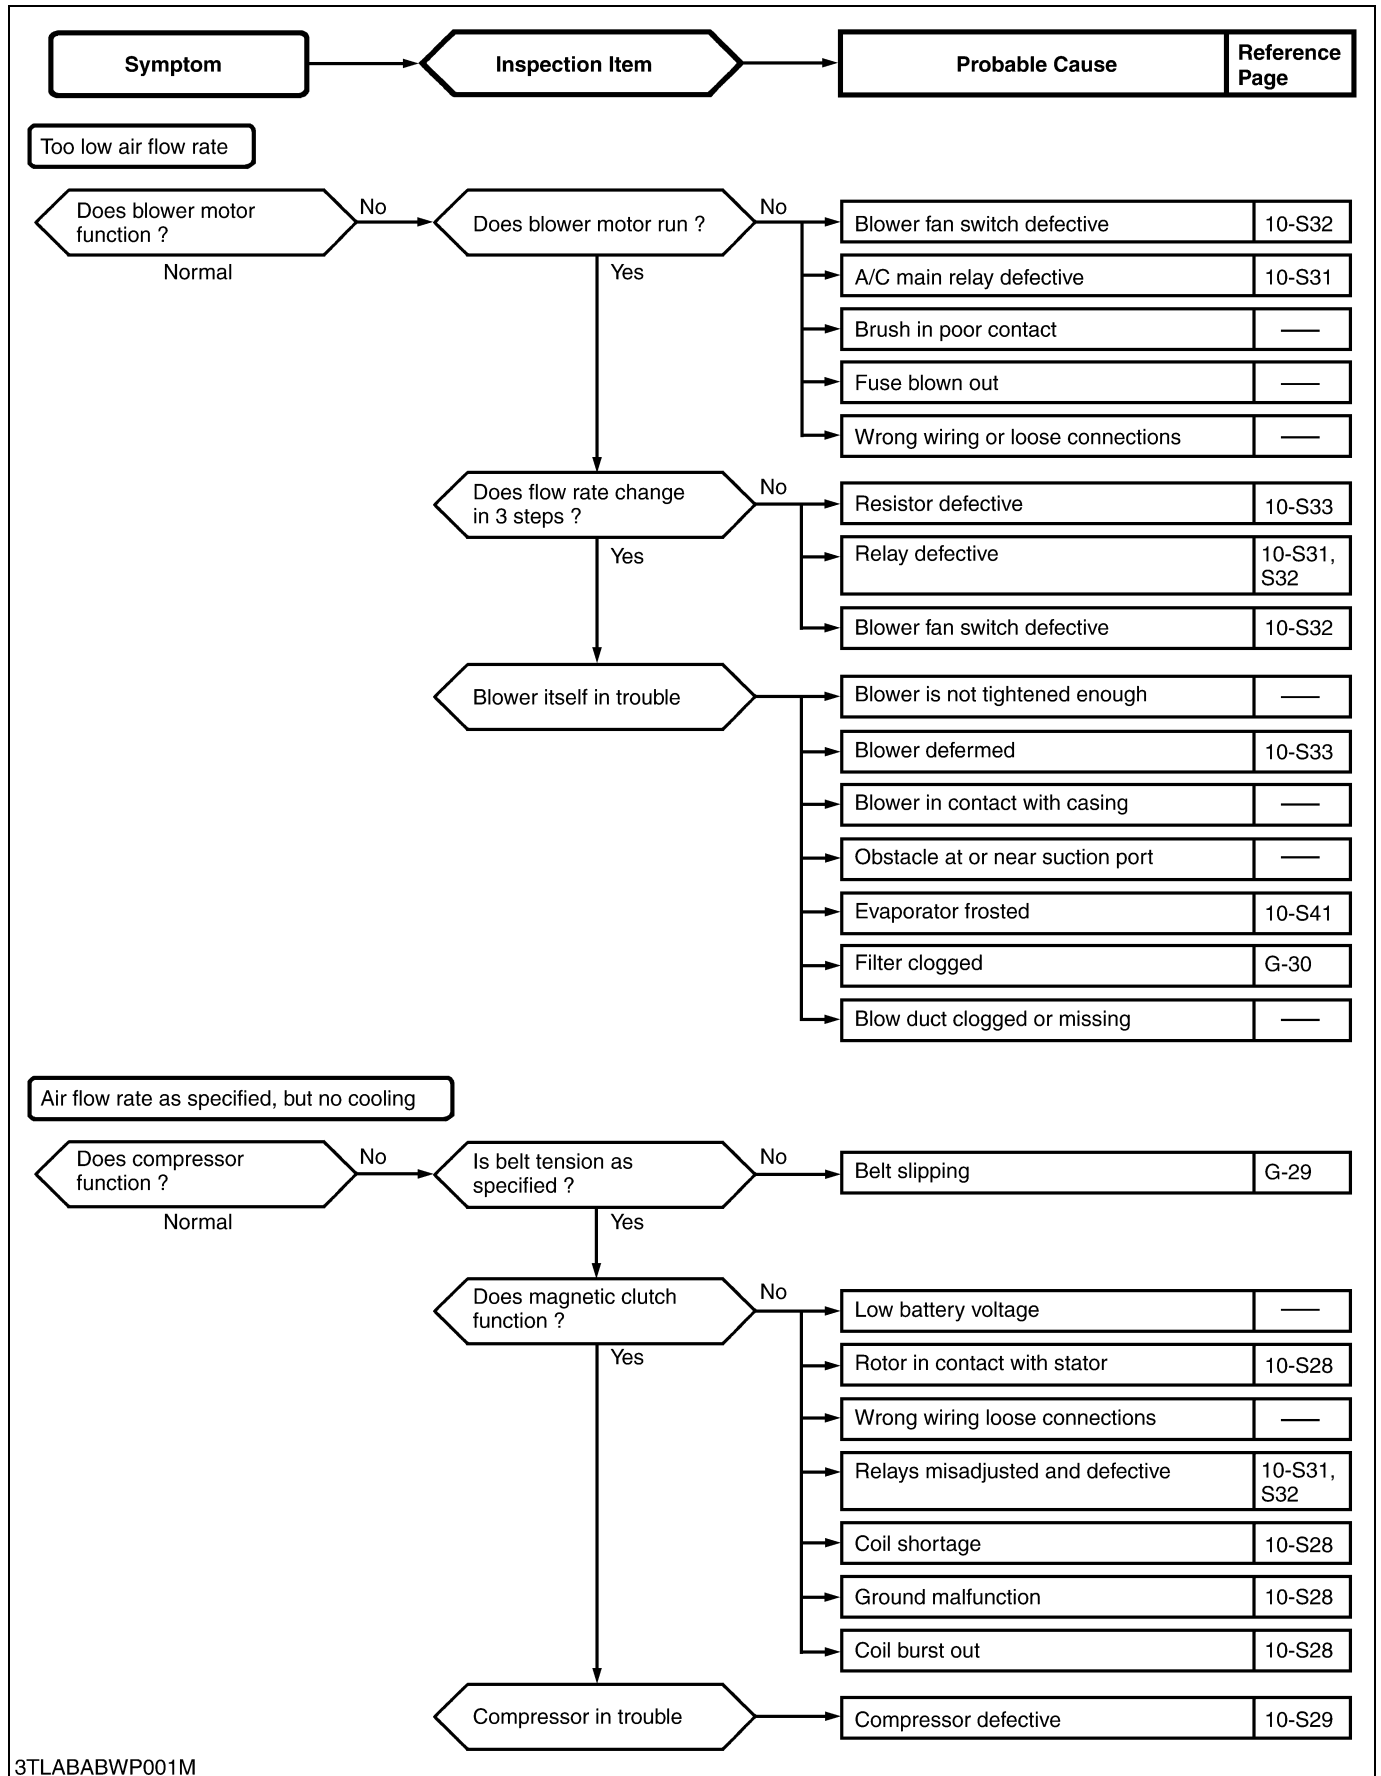 Symptom
Inspection Item
Probable Cause
Reference
Page
Too low air flow rate
Does blower motor
function ?
No
Normal
Does blower motor run ?
No
Yes
Blower fan switch defective
10-S32
A/C main relay defective
10-S31
Brush in poor contact
——
Fuse blown out
——
Wrong wiring or loose connections
——
Does flow rate change
in 3 steps ?
No
Yes
Resistor defective
10-S33
Relay defective
10-S31,
S32
Blower fan switch defective
10-S32
Blower itself in trouble
Blower is not tightened enough
——
Blower defermed
10-S33
Blower in contact with casing
——
Obstacle at or near suction port
——
Evaporator frosted
10-S41
Filter clogged
G-30
Blow duct clogged or missing
——
Air flow rate as specified, but no cooling
Does compressor
function ?
No
Normal
Is belt tension as
specified ?
No
Yes
Belt slipping
G-29
Does magnetic clutch
function ?
No
Yes
Low battery voltage
——
Rotor in contact with stator
10-S28
Wrong wiring loose connections
——
Relays misadjusted and defective
10-S31,
S32
Coil shortage
10-S28
Ground malfunction
10-S28
Coil burst out
10-S28
Compressor in trouble
Compressor defective
10-S29
3TLABABWP001M